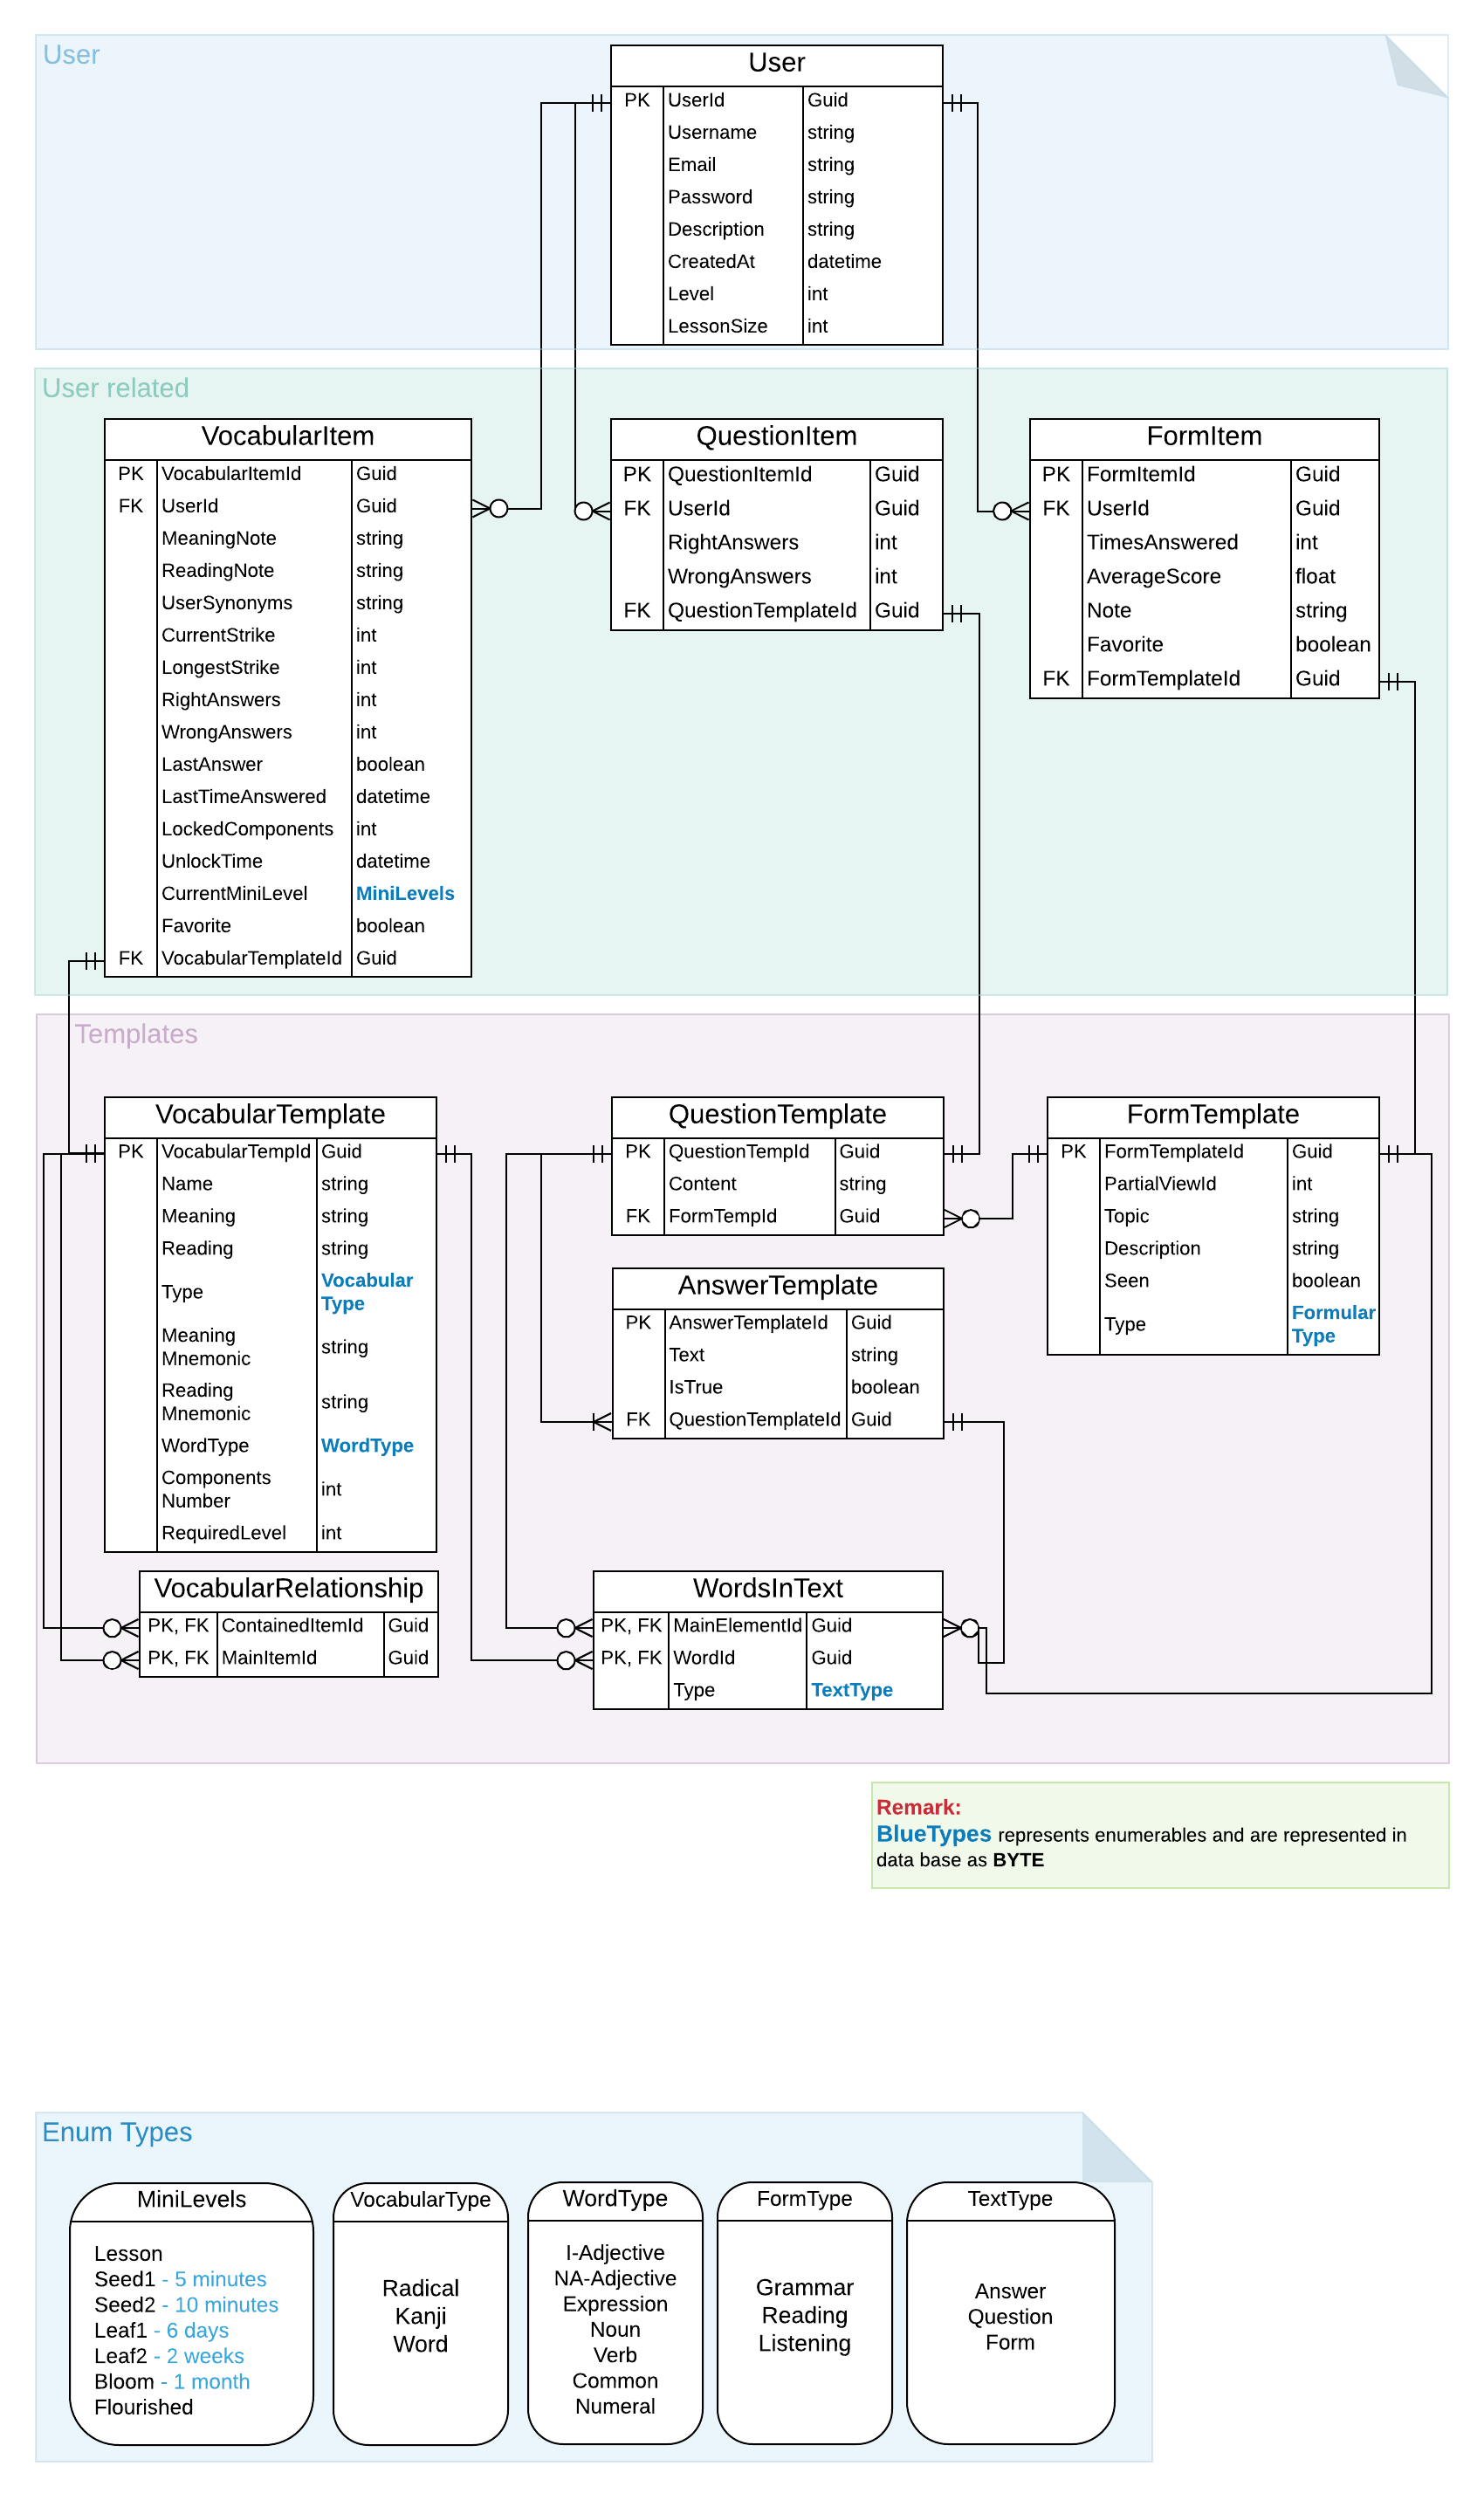 User
User
PK UserId Guid
Username string
Email string
Password string
Description string
CreatedAt datetime
Level int
LessonSize int
User related
VocabularItem
PK VocabularItemId Guid
FK UserId Guid
MeaningNote string
ReadingNote string
UserSynonyms string
CurrentStrike int
LongestStrike int
RightAnswers int
WrongAnswers int
LastAnswer boolean
LastTimeAnswered datetime
LockedComponents int
UnlockTime datetime
CurrentMiniLevel MiniLevels
Favorite boolean
FK VocabularTemplateId Guid
QuestionItem
PK QuestionItemId Guid
FK UserId Guid
RightAnswers int
WrongAnswers int
FK QuestionTemplateId Guid
FormItem
PK FormItemId Guid
FK UserId Guid
TimesAnswered int
AverageScore float
Note string
Favorite boolean
FK FormTemplateId Guid
Templates
VocabularTemplate
PK VocabularTempId Guid
Name string
Meaning string
Reading string
Type Vocabular
Type
Meaning
Mnemonic string
Reading
Mnemonic string
WordType WordType
Components
Number int
RequiredLevel int
QuestionTemplate
PK QuestionTempId Guid
Content string
FK FormTempId Guid
FormTemplate
PK FormTemplateId Guid
PartialViewId int
Topic string
Description string
Seen boolean
Type Formular
Type
AnswerTemplate
PK AnswerTemplateId Guid
Text string
IsTrue boolean
FK QuestionTemplateId Guid
VocabularRelationship
PK, FK ContainedItemId Guid
PK, FK MainItemId Guid
WordsInText
PK, FK MainElementId Guid
PK, FK WordId Guid
Type TextType
Remark:
BlueTypes represents enumerables and are represented in
data base as BYTE
Enum Types
MiniLevels
Lesson
Seed1 - 5 minutes
Seed2 - 10 minutes
Leaf1 - 6 days
Leaf2 - 2 weeks
Bloom - 1 month
Flourished
VocabularType
Radical
Kanji
Word
WordType
I-Adjective
NA-Adjective
Expression
Noun
Verb
Common
Numeral
FormType
Grammar
Reading
Listening
TextType
Answer
Question
Form